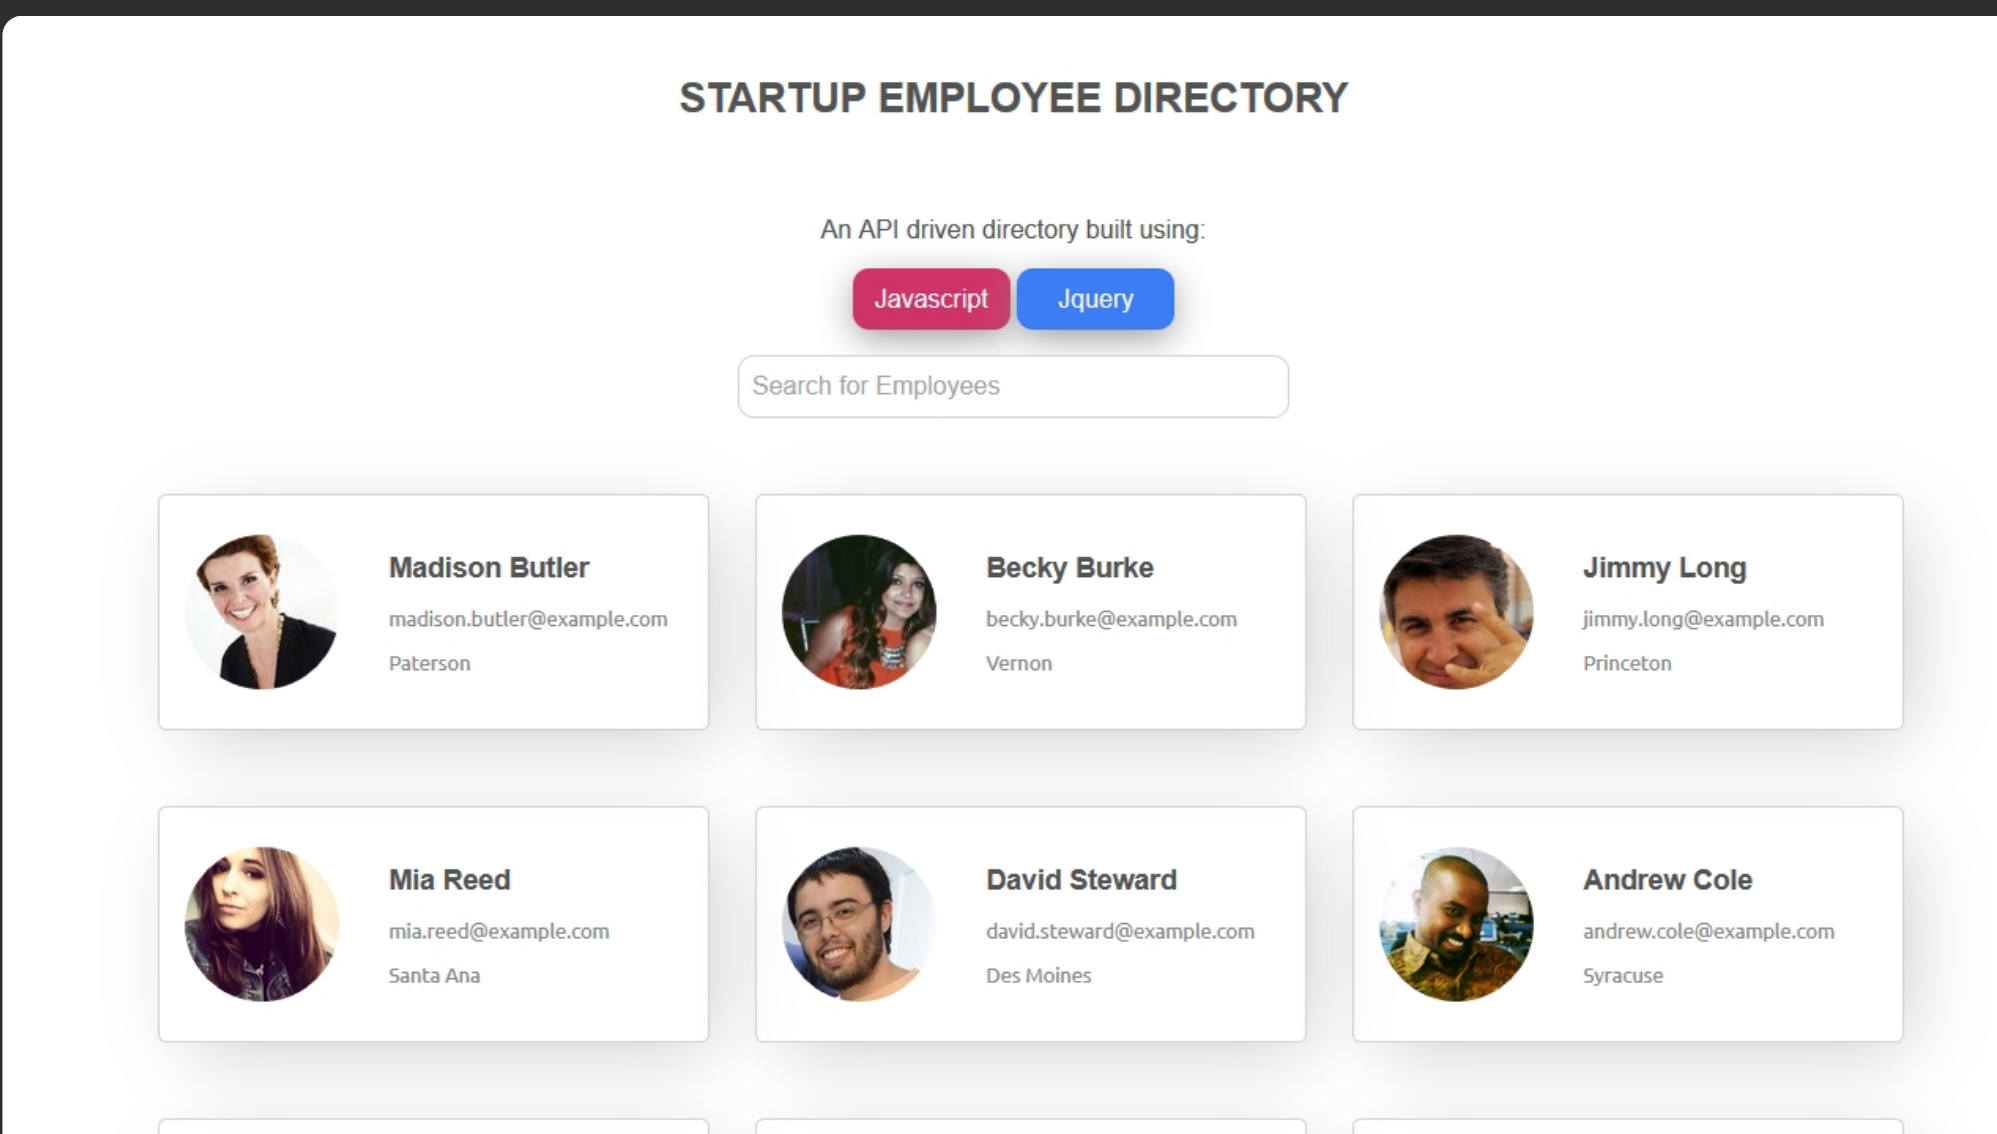 STARTUP EMPLOYEE DIRECTORY
An API driven directory built using:
Javascript
Jquery
Search for Employees
Madison Butler
madison.butler@example.com
Paterson
Becky Burke
becky.burke@example.com
Vernon
Jimmy Long
jimmy.long@example.com
Princeton
Mia Reed
mia.reed@example.com
Santa Ana
David Steward
david.steward@example.com
Des Moines
Andrew Cole
andrew.cole@example.com
Syracuse